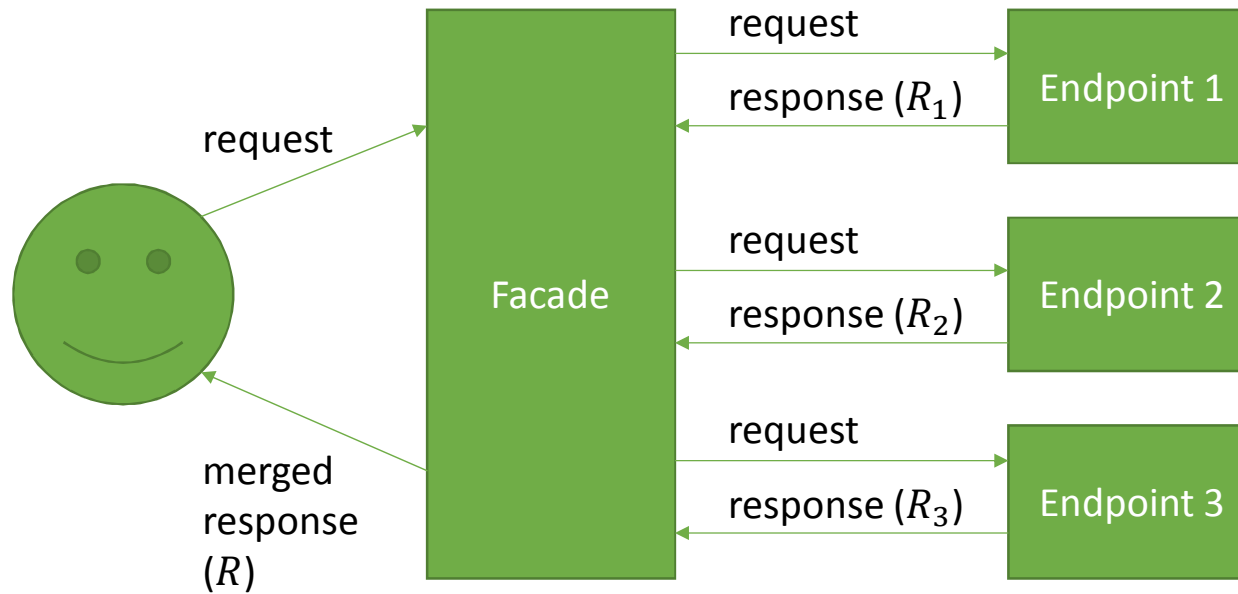 request
merged
response
(R)
Facade
request
response (R₁)
request
response (R₂)
request
response (R₃)
Endpoint 1
Endpoint 2
Endpoint 3